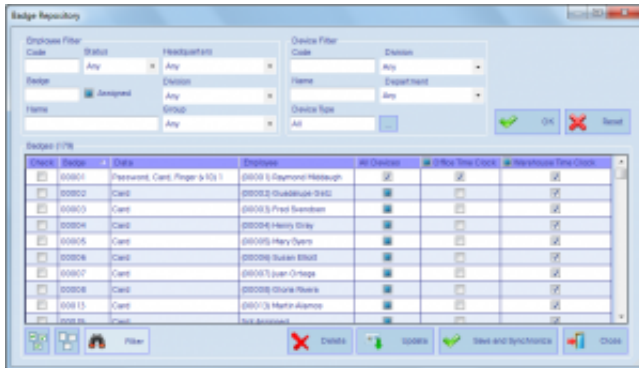 Badge Repository
Employee Filter
Device Filter
Code Status Headquarters
Code Division
Any Any
Any
Badge Division
Name Department
Assigned Any
Any
Name Group
Device Type
Any
All ... OK Reset
Badges (179)
Check Badge Data Employee All Devices Office Time Clock Warehouse Time Clock
00001 Password, Card, Finger (00001) Raymond
00002 Card (00002) Guadalupe
00003 Card (00003) Fred Svendsen
00004 Card (00004) Henry Gray
00005 Card (00005) Mary Byers
00006 Card (00006) Susan Elliott
00007 Card (00007) Juan Ortega
00008 Card (00008) Gloria Rivera
00013 Card (00013) Martin Alamos
Card Not Assigned
Filter Delete Update Save and Synchronize Close